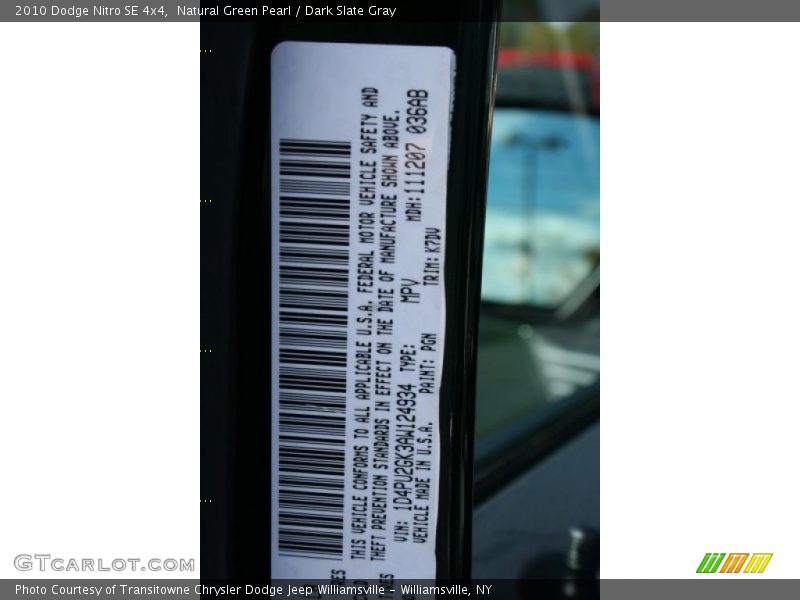 2010 Dodge Nitro SE 4x4,  Natural Green Pearl / Dark Slate Gray
THIS VEHICLE CONFORMS TO ALL APPLICABLE U.S.A. FEDERAL MOTOR VEHICLE SAFETY AND
THEFT PREVENTION STANDARDS IN EFFECT ON THE DATE OF MANUFACTURE SHOWN ABOVE.
VIN: 1D4PU2GK3AW124934 TYPE: MPV MDH:111207 036AB
VEHICLE MADE IN U.S.A. PAINT: PGN TRIM: K7DV
GTCARLOT.COM
Photo Courtesy of Transitowne Chrysler Dodge Jeep Williamsville – Williamsville, NY